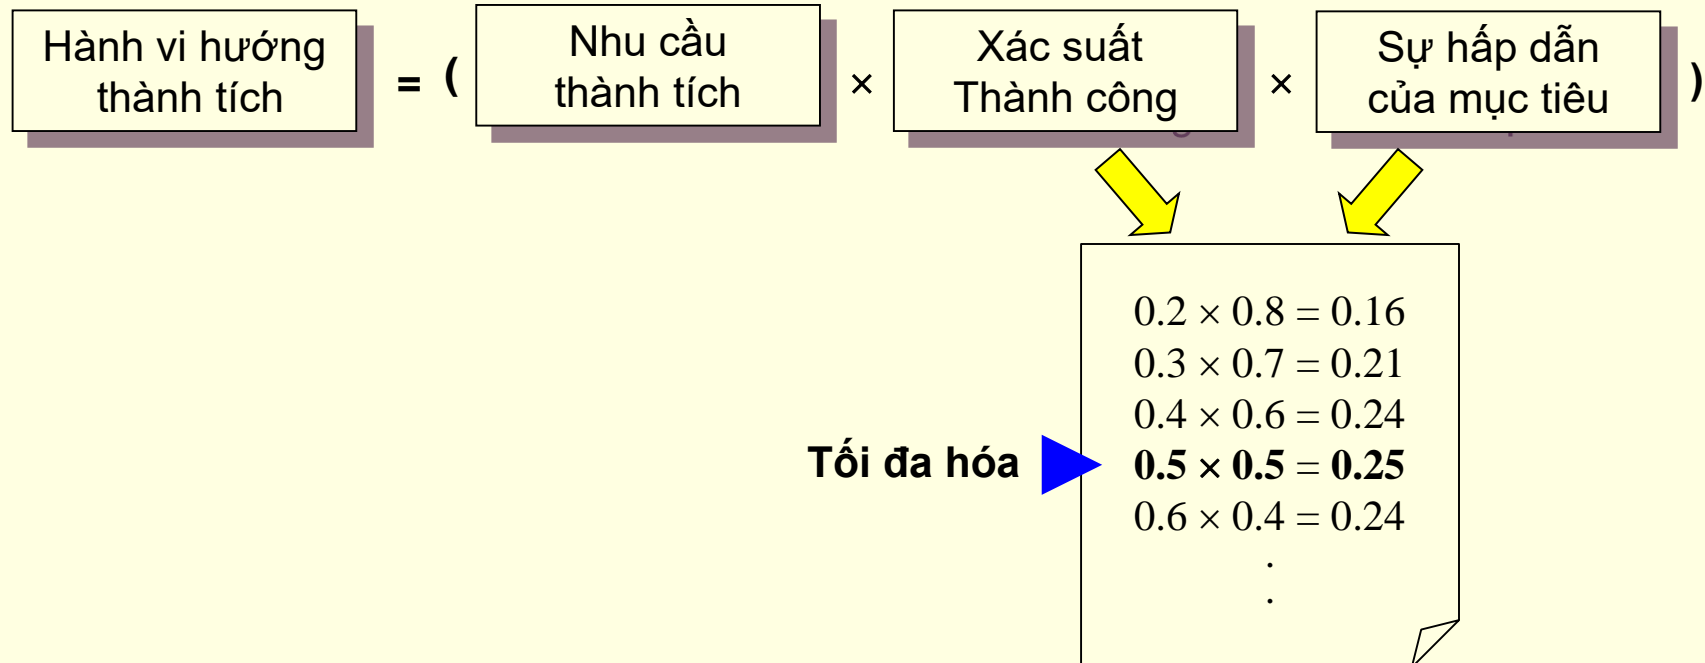 Hành vi hướng
thành tích
= (
Nhu cầu
thành tích
×
Xác suất
Thành công
×
Sự hấp dẫn
của mục tiêu
)
0.2 × 0.8 = 0.16
0.3 × 0.7 = 0.21
0.4 × 0.6 = 0.24
Tối đa hóa
0.5 × 0.5 = 0.25
0.6 × 0.4 = 0.24
.
.